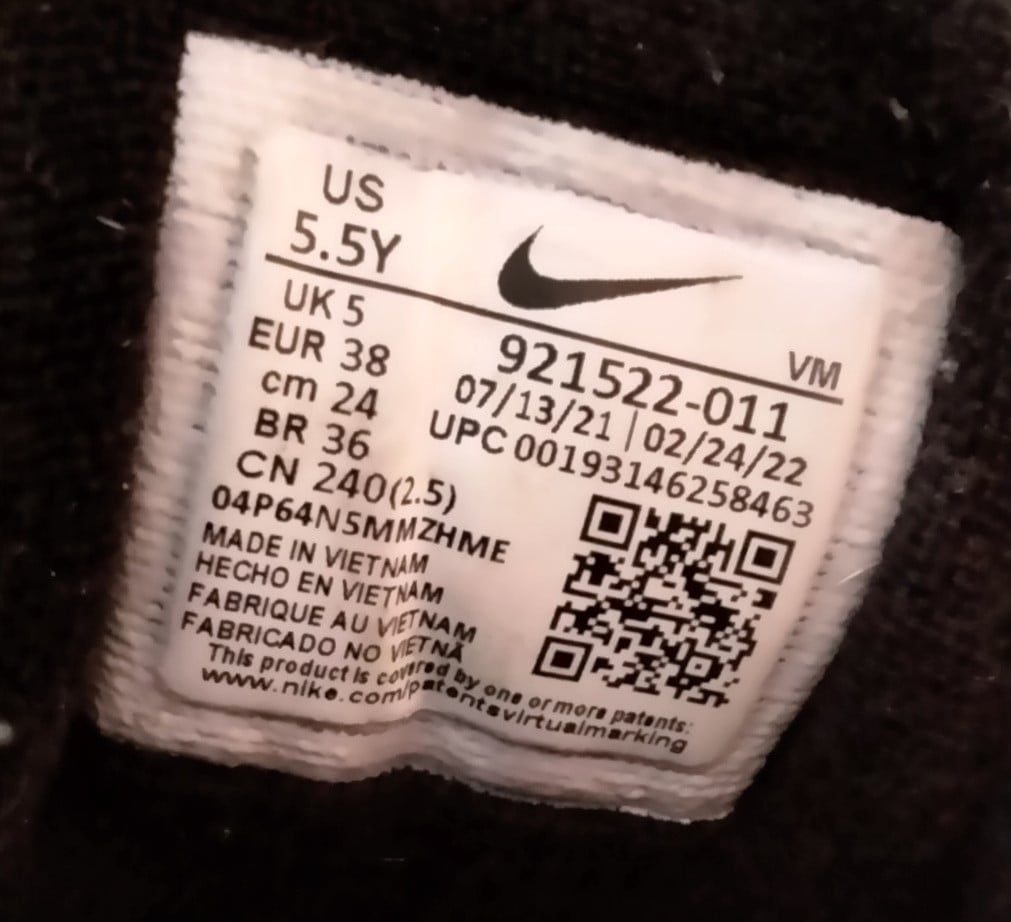 US
5.5Y
UK 5
EUR 38
cm 24
BR 36
CN 240(2.5)
VM
921522-011
07/13/21 | 02/24/22
UPC 00193146258463
04P64N5MMZHME
MADE IN VIETNAM
HECHO EN VIETNAM
FABRIQUE AU VIETNAM
FABRICADO NO VIETNÃ
This product is covered by one or more patents:
www.nike.com/patentsvirtualmarking